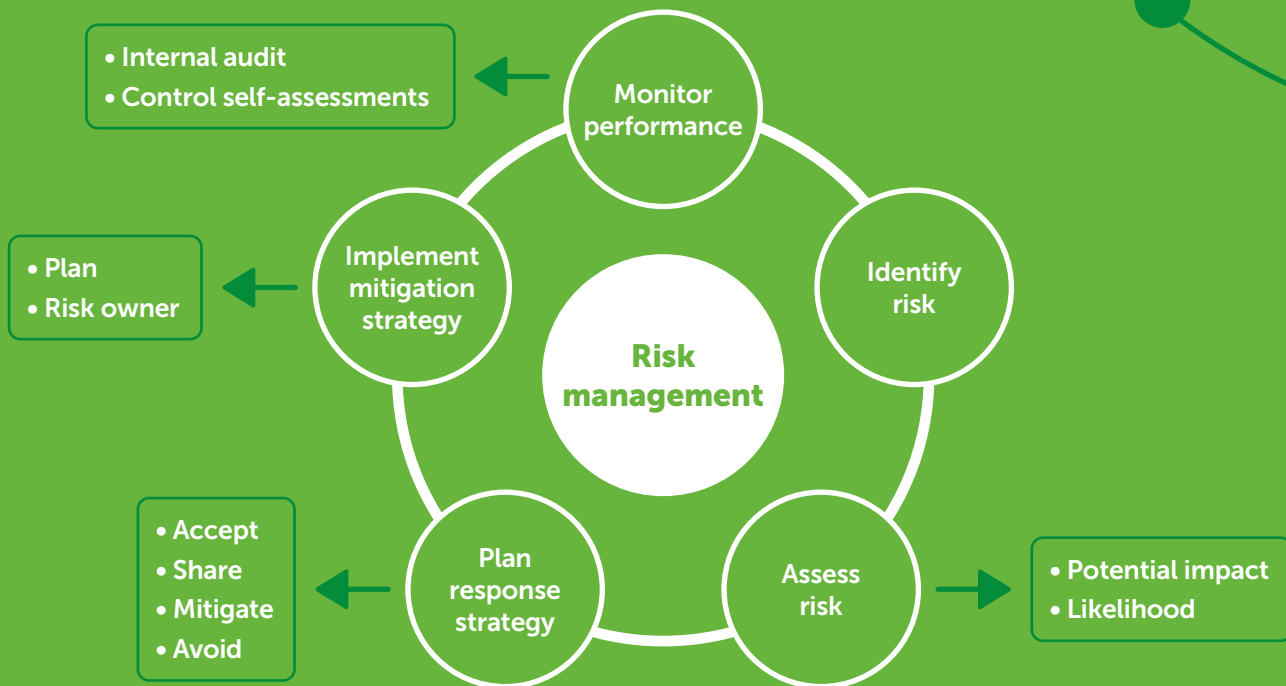 • Internal audit
• Control self-assessments
Monitor
performance
• Plan
• Risk owner
Implement
mitigation
strategy
Identify
risk
Risk
management
• Accept
• Share
• Mitigate
• Avoid
Plan
response
strategy
Assess
risk
• Potential impact
• Likelihood